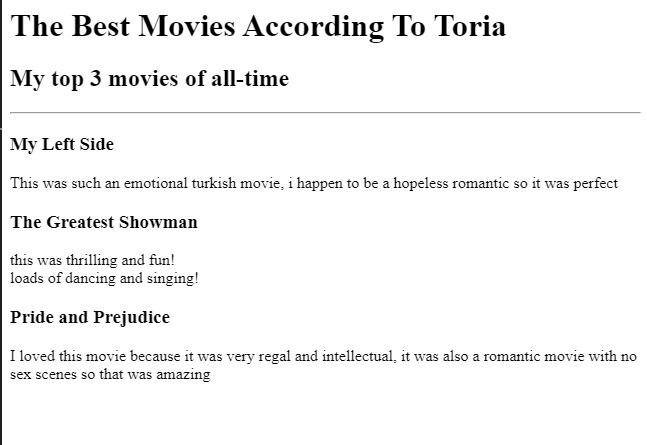 The Best Movies According To Toria
My top 3 movies of all-time
My Left Side
This was such an emotional turkish movie, i happen to be a hopeless romantic so it was perfect
The Greatest Showman
this was thrilling and fun!
loads of dancing and singing!
Pride and Prejudice
I loved this movie because it was very regal and intellectual, it was also a romantic movie with no
sex scenes so that was amazing